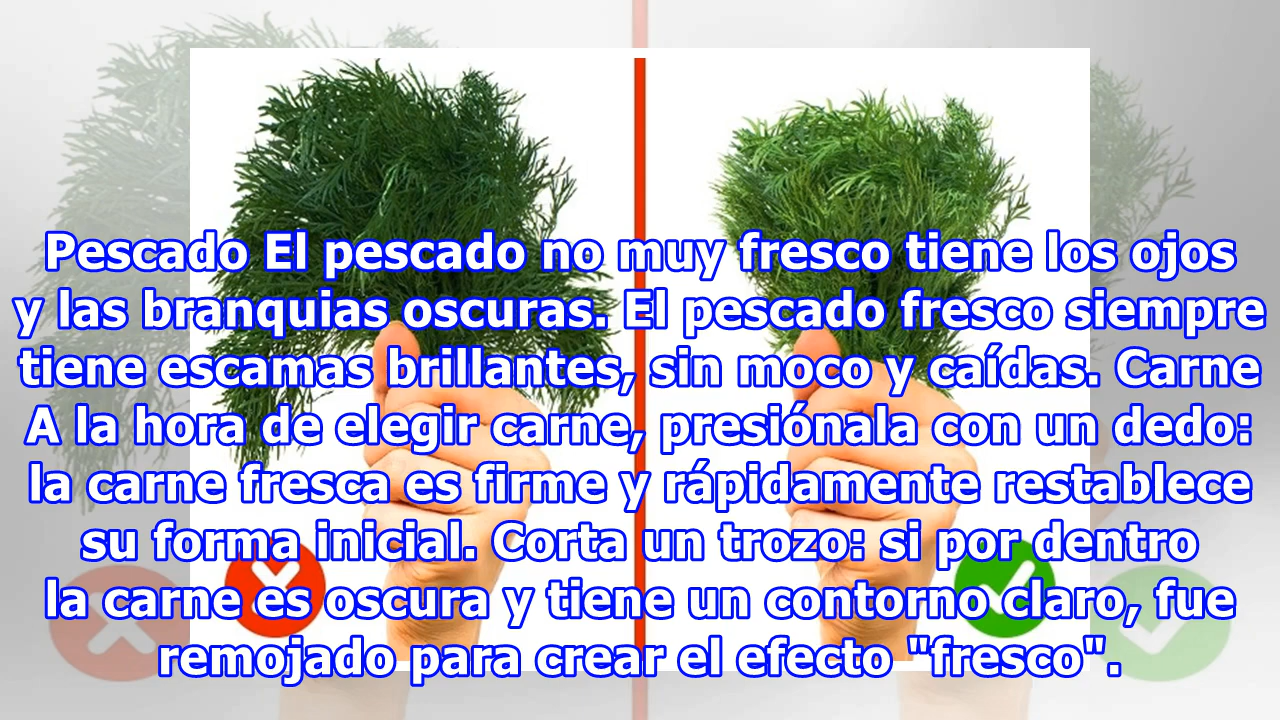 Pescado El pescado no muy fresco tiene los ojos
y las branquias oscuras. El pescado fresco siempre
tiene escamas brillantes, sin moco y caídas. Carne
A la hora de elegir carne, presiónala con un dedo:
la carne fresca es firme y rápidamente restablece
su forma inicial. Corta un trozo: si por dentro
la carne es oscura y tiene un contorno claro, fue
remojado para crear el efecto "fresco".